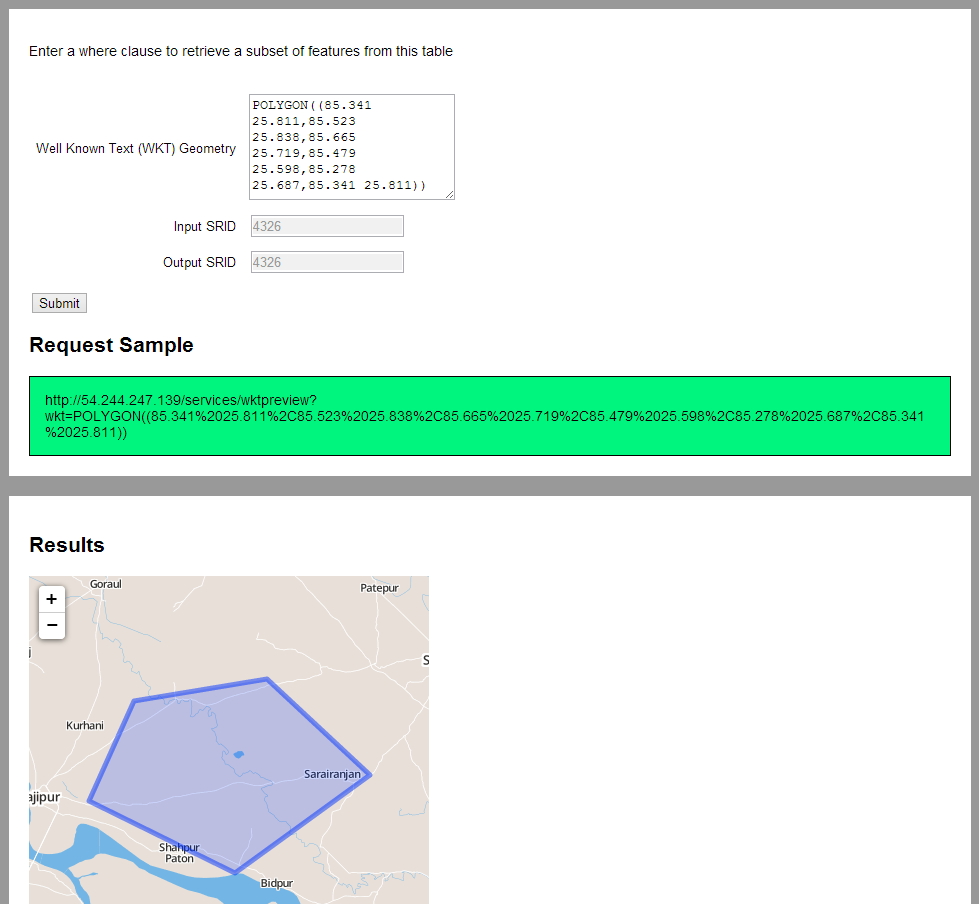 Enter a where clause to retrieve a subset of features from this table
Well Known Text (WKT) Geometry
POLYGON((85.341
25.811,85.523
25.838,85.665
25.719,85.479
25.598,85.278
25.687,85.341 25.811))
Input SRID
4326
Output SRID
4326
Submit
Request Sample
http://54.244.247.139/services/wktpreview?
wkt=POLYGON((85.341%2025.811%2C85.523%2025.838%2C85.665%2025.719%2C85.479%2025.598%2C85.278%2025.687%2C85.341
%2025.811))
Results
+
−
Goraul
Patepur
j
S
Kurhani
Sarairanjan
ajipur
Shahpur
Paton
Bidpur